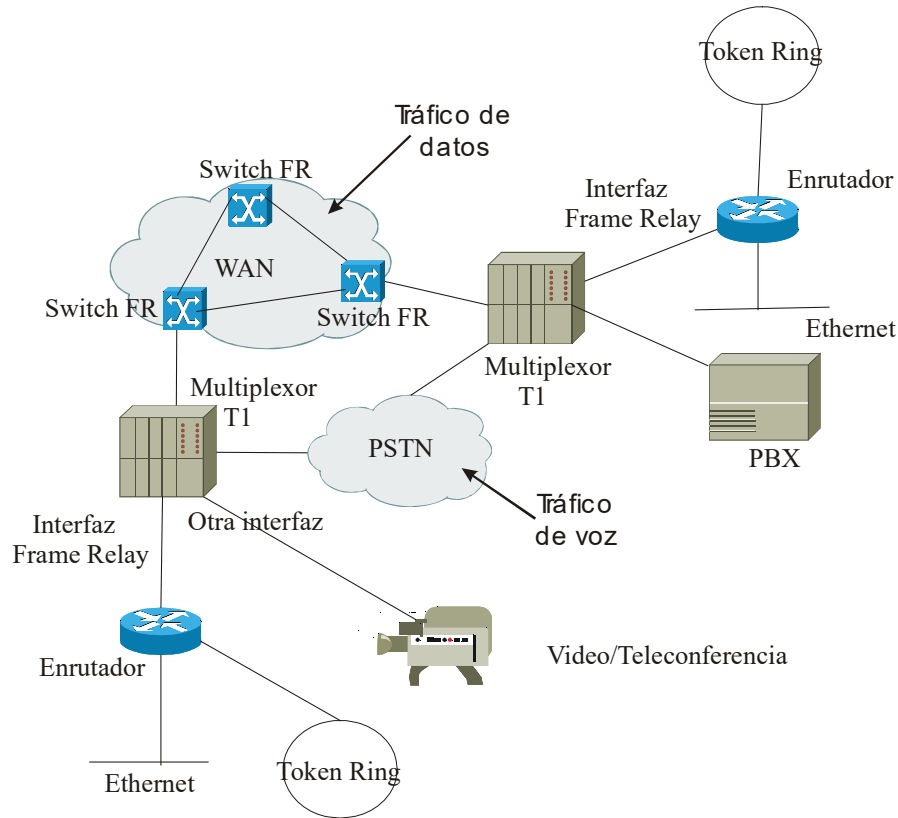 Token Ring
Tráfico de
datos
Switch FR
Enrutador
Interfaz
Frame Relay
WAN
Switch FR
Switch FR
Ethernet
Multiplexor
T1
Multiplexor
T1
PSTN
PBX
Tráfico
de voz
Interfaz
Frame Relay
Otra interfaz
Enrutador
Video/Teleconferencia
Ethernet
Token Ring